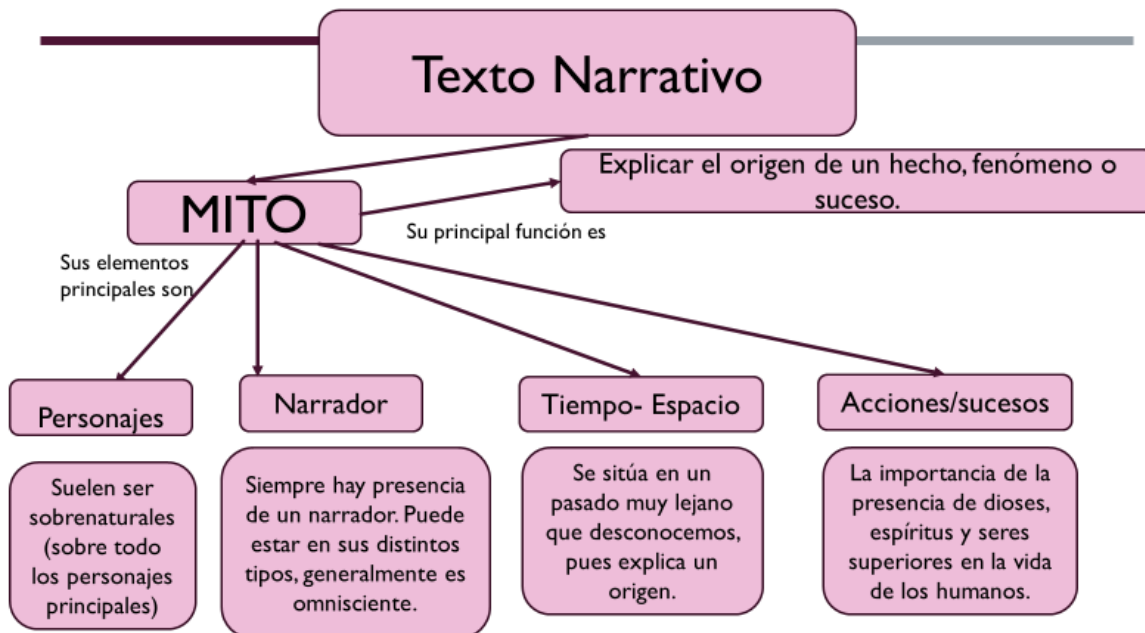 Texto Narrativo
Explicar el origen de un hecho, fenómeno o
suceso.
MITO
Su principal función es
Sus elementos
principales son
Personajes
Narrador
Tiempo- Espacio
Acciones/sucesos
Suelen ser
sobrenaturales
(sobre todo
los personajes
principales)
Siempre hay presencia
de un narrador. Puede
estar en sus distintos
tipos, generalmente es
omnisciente.
Se sitúa en un
pasado muy lejano
que desconocemos,
pues explica un
origen.
La importancia de la
presencia de dioses,
espíritus y seres
superiores en la vida
de los humanos.